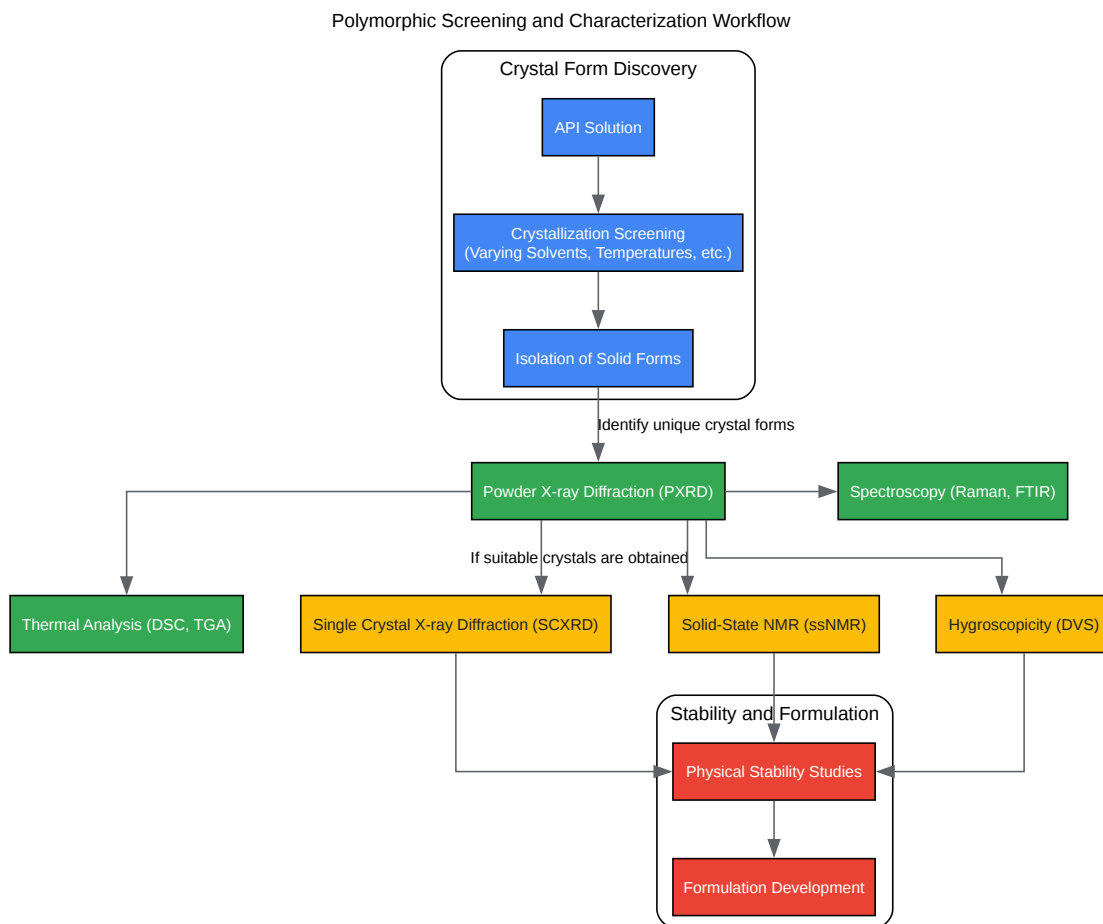 Polymorphic Screening and Characterization Workflow
Crystal Form Discovery
API Solution
Crystallization Screening
(Varying Solvents, Temperatures, etc.)
Isolation of Solid Forms
Identify unique crystal forms
Powder X-ray Diffraction (PXRD)
Spectroscopy (Raman, FTIR)
If suitable crystals are obtained
Thermal Analysis (DSC, TGA)
Single Crystal X-ray Diffraction (SCXRD)
Solid-State NMR (ssNMR)
Hygroscopicity (DVS)
Stability and Formulation
Physical Stability Studies
Formulation Development